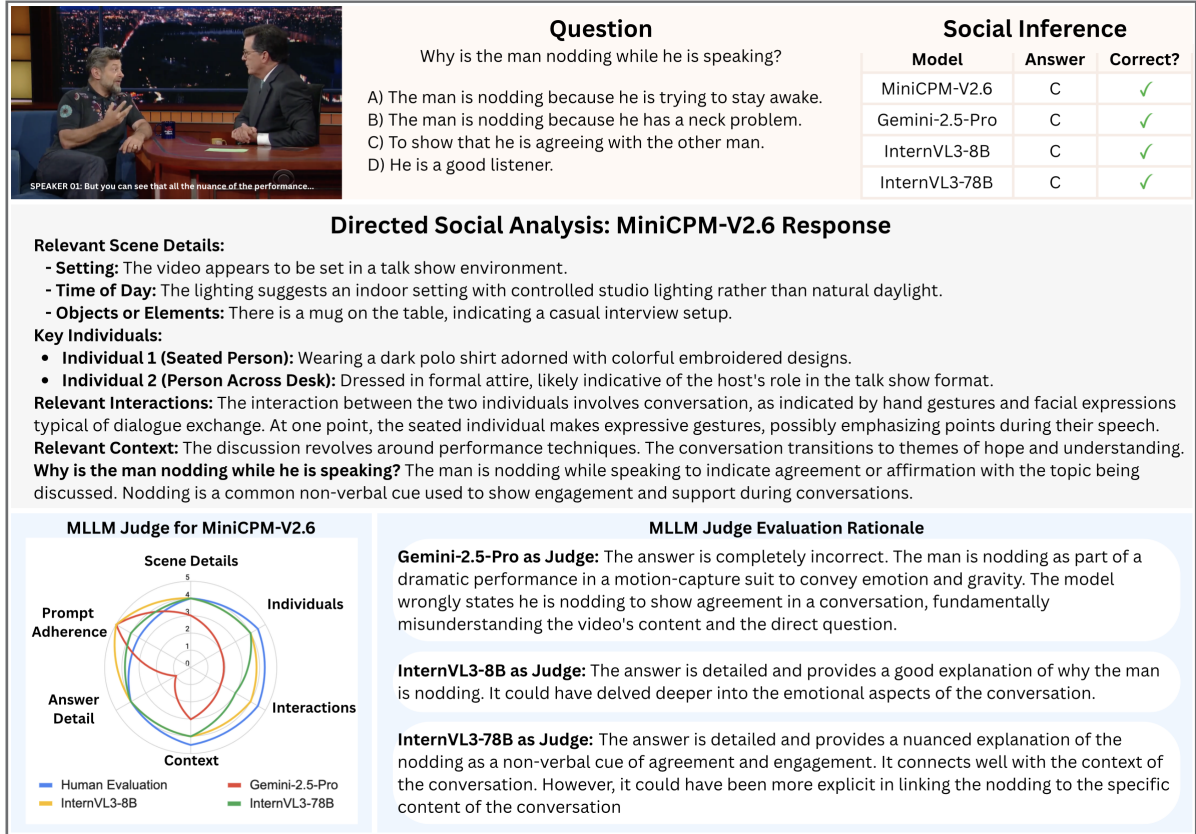 SPEAKER 01: But you can see that all the nuance of the performance...
Question
Why is the man nodding while he is speaking?
A) The man is nodding because he is trying to stay awake.
B) The man is nodding because he has a neck problem.
C) To show that he is agreeing with the other man.
D) He is a good listener.
Social Inference
Model Answer Correct?
MiniCPM-V2.6 C ✓
Gemini-2.5-Pro C ✓
InternVL3-8B C ✓
InternVL3-78B C ✓
Directed Social Analysis: MiniCPM-V2.6 Response
Relevant Scene Details:
- Setting: The video appears to be set in a talk show environment.
- Time of Day: The lighting suggests an indoor setting with controlled studio lighting rather than natural daylight.
- Objects or Elements: There is a mug on the table, indicating a casual interview setup.
Key Individuals:
• Individual 1 (Seated Person): Wearing a dark polo shirt adorned with colorful embroidered designs.
• Individual 2 (Person Across Desk): Dressed in formal attire, likely indicative of the host's role in the talk show format.
Relevant Interactions: The interaction between the two individuals involves conversation, as indicated by hand gestures and facial expressions
typical of dialogue exchange. At one point, the seated individual makes expressive gestures, possibly emphasizing points during their speech.
Relevant Context: The discussion revolves around performance techniques. The conversation transitions to themes of hope and understanding.
Why is the man nodding while he is speaking? The man is nodding while speaking to indicate agreement or affirmation with the topic being
discussed. Nodding is a common non-verbal cue used to show engagement and support during conversations.
MLLM Judge for MiniCPM-V2.6
Scene Details
Individuals
Interactions
Context
Answer
Detail
Prompt
Adherence
5
4
3
2
1
0
Human Evaluation
Gemini-2.5-Pro
InternVL3-8B
InternVL3-78B
MLLM Judge Evaluation Rationale
Gemini-2.5-Pro as Judge: The answer is completely incorrect. The man is nodding as part of a
dramatic performance in a motion-capture suit to convey emotion and gravity. The model
wrongly states he is nodding to show agreement in a conversation, fundamentally
misunderstanding the video's content and the direct question.
InternVL3-8B as Judge: The answer is detailed and provides a good explanation of why the man
is nodding. It could have delved deeper into the emotional aspects of the conversation.
InternVL3-78B as Judge: The answer is detailed and provides a nuanced explanation of the
nodding as a non-verbal cue of agreement and engagement. It connects well with the context of
the conversation. However, it could have been more explicit in linking the nodding to the specific
content of the conversation